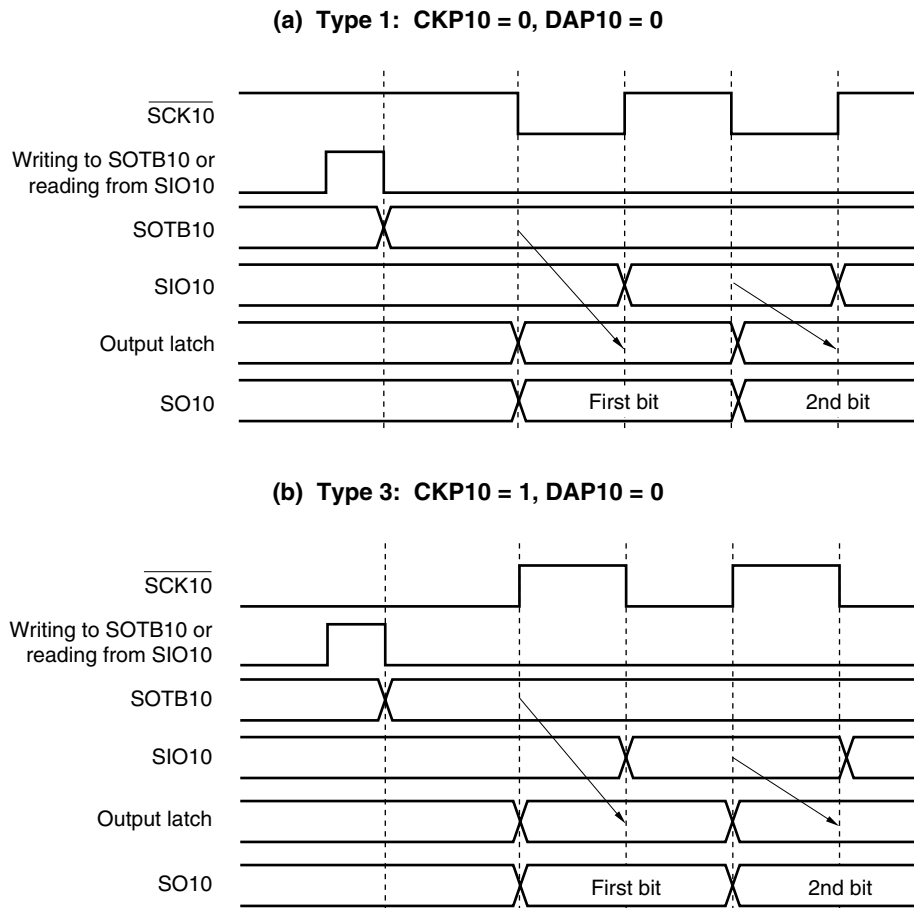 (a) Type 1: CKP10 = 0, DAP10 = 0
SCK10
Writing to SOTB10 or
reading from SIO10
SOTB10
SIO10
Output latch
SO10
First bit
2nd bit
(b) Type 3: CKP10 = 1, DAP10 = 0
SCK10
Writing to SOTB10 or
reading from SIO10
SOTB10
SIO10
Output latch
SO10
First bit
2nd bit